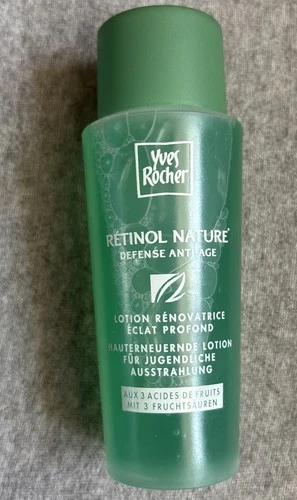 Yves
Rocher
RÉTINOL NATURE*
DEFENSE ANTI-AGE
LOTION RÉNOVATRICE
ÉCLAT PROFOND
HAUTERNEUERNDE LOTION
FÜR JUGENDLICHE
AUSSTRAHLUNG
AUX 3 ACIDES DE FRUITS
MIT 3 FRUCHTSÄUREN